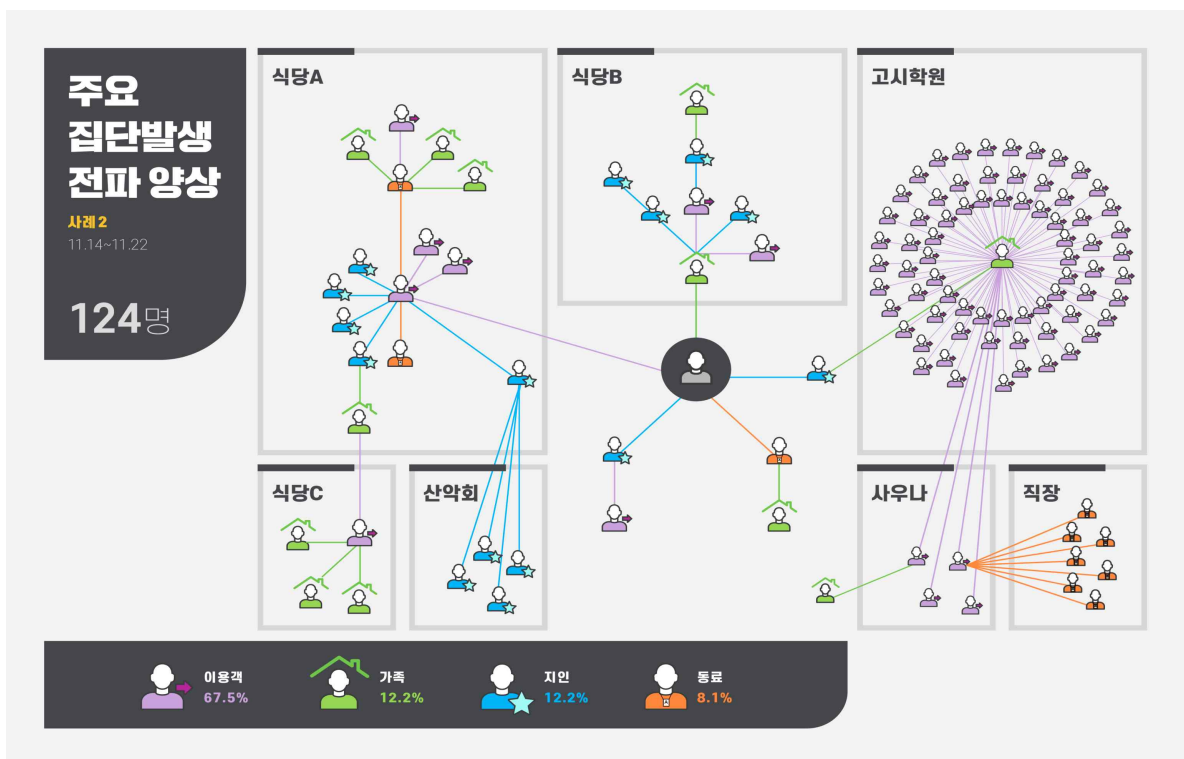 주요
집단발생
전파 양상
사례 2
11.14~11.22
124명
식당A
식당B
고시학원
식당C
산악회
사우나
직장
이용객
67.5%
가족
12.2%
지인
12.2%
동료
8.1%